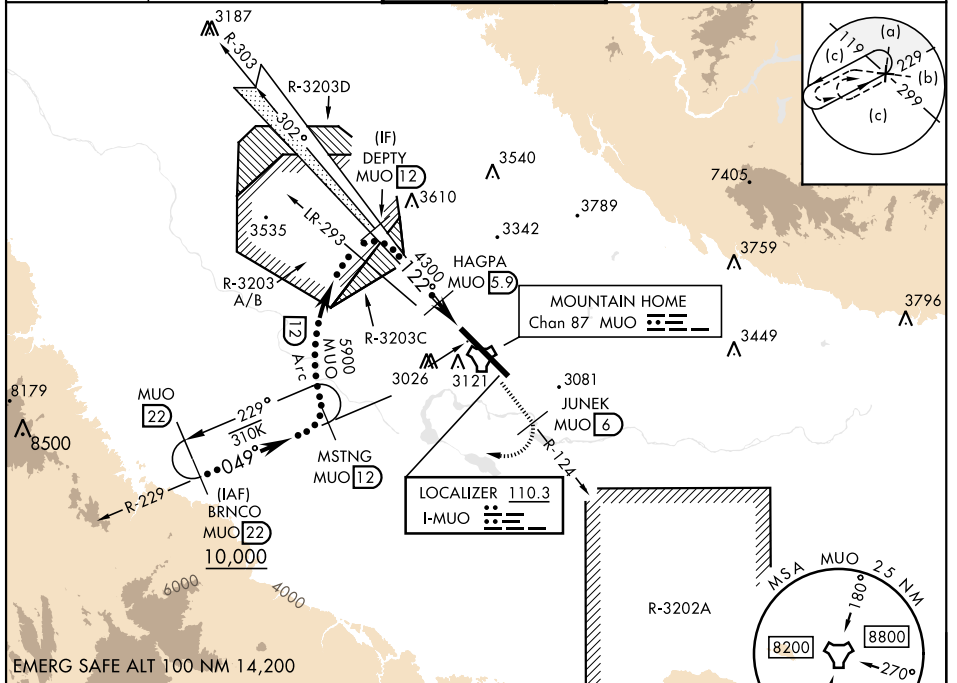 3187
R-303
R-3203D
302°
(IF)
DEPTY
MUO 12
3540
3610
7405
3789
3535
LR-293
3342
4300
122°
HAGPA
MUO 5.9
3759
R-3203
A/B
R-3203C
MOUNTAIN HOME
Chan 87 MUO
3796
12 Arc
5900
MUO
3449
3026
3121
3081
8179
8500
MUO
22
229°
310K
049°
MSTNG
MUO 12
JUNEK
MUO 6
R-124
R-229
(IAF)
BRNCO
MUO 22
10,000
LOCALIZER 110.3
I-MUO
6000
4000
R-3202A
EMERG SAFE ALT 100 NM 14,200
MSA MUO 25 NM
180°
8200
8800
270°
(a)
119
(c)
229
(b)
299
(c)